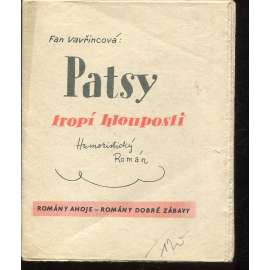 Fan Vavřincová:
Patsy
tropí hlouposti
Humoristický
Román
ROMÁNY AHOJE – ROMÁNY DOBRÉ ZÁBAVY